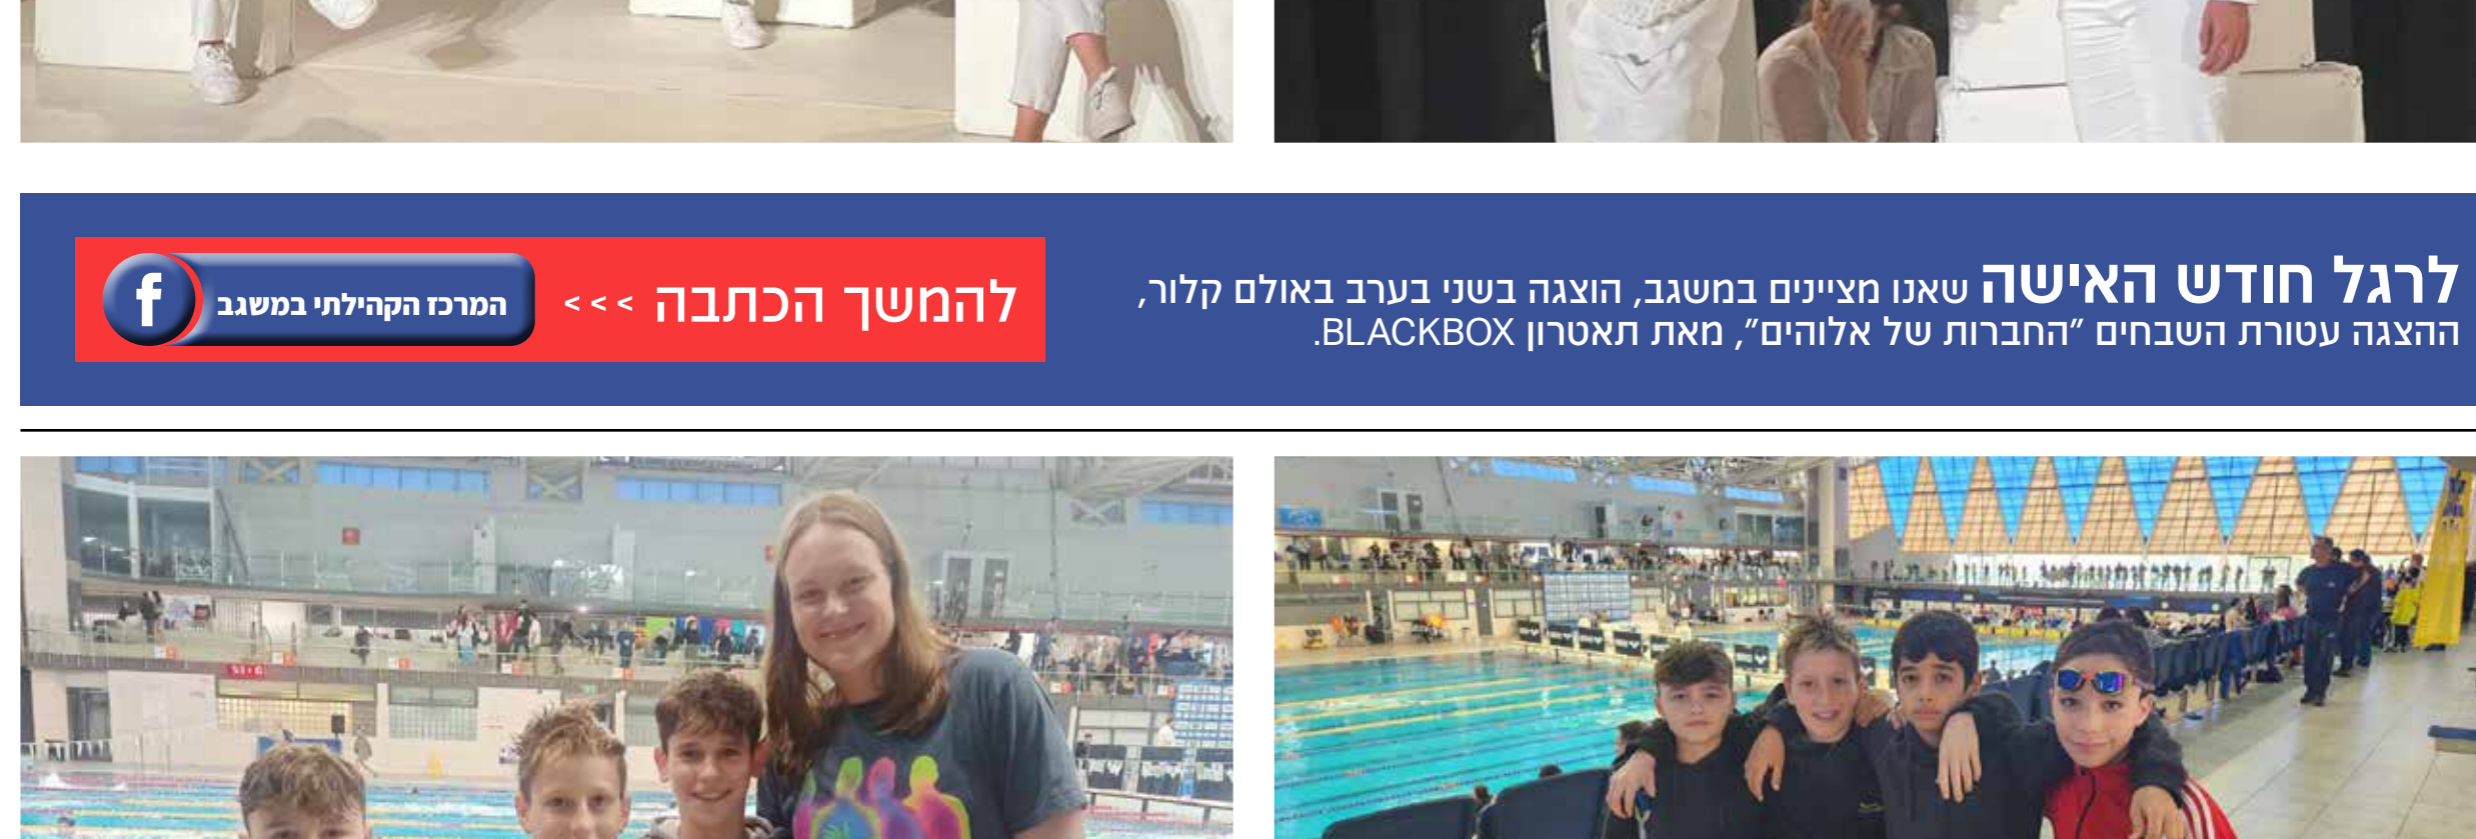 לרגל חודש האישה שאנו מציינים במשגב, הוצגה בשני בערב באולם קלור,
ההצגה עטורת השבחים "החברות של אלוהים", מאת תאטרון BLACKBOX.
להמשך הכתבה >>>
המרכז הקהילתי במשגב
f